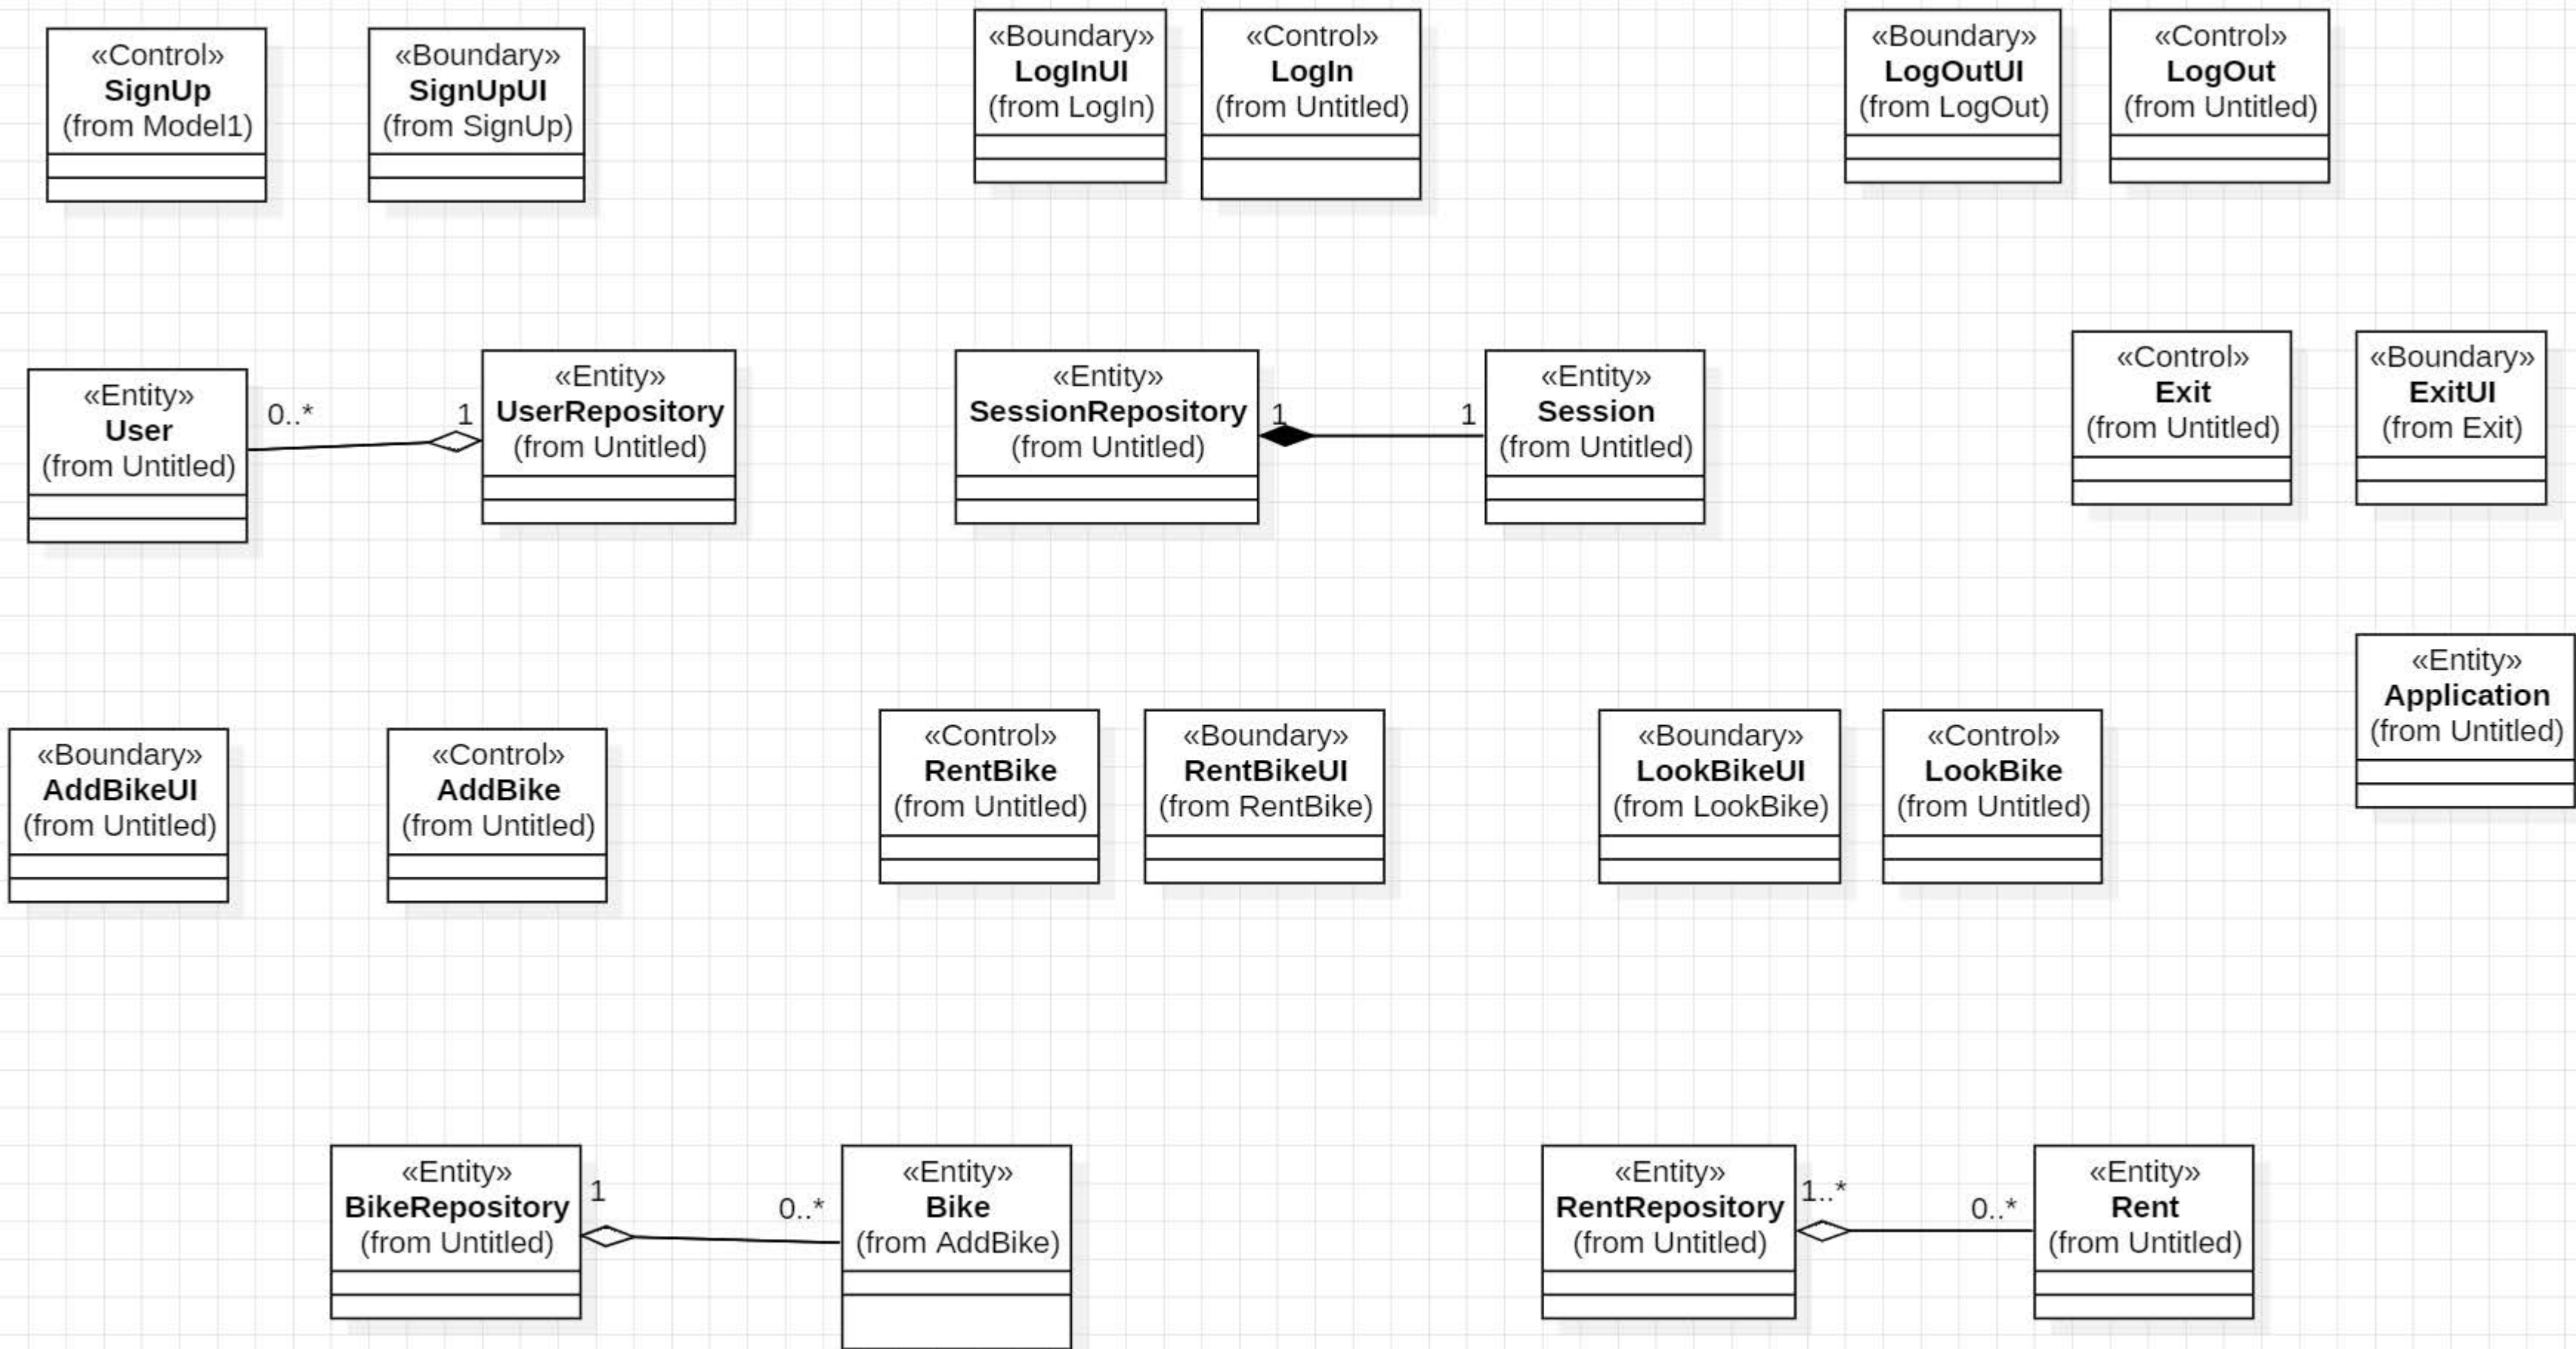 «Control»
SignUp
(from Model1)
«Boundary»
SignUpUI
(from SignUp)
«Boundary»
LogInUI
(from LogIn)
«Control»
LogIn
(from Untitled)
«Boundary»
LogOutUI
(from LogOut)
«Control»
LogOut
(from Untitled)
«Entity»
User
(from Untitled)
0..*
1
«Entity»
UserRepository
(from Untitled)
«Entity»
SessionRepository
(from Untitled)
1
1
«Entity»
Session
(from Untitled)
«Control»
Exit
(from Untitled)
«Boundary»
ExitUI
(from Exit)
«Entity»
Application
(from Untitled)
«Boundary»
AddBikeUI
(from Untitled)
«Control»
AddBike
(from Untitled)
«Control»
RentBike
(from Untitled)
«Boundary»
RentBikeUI
(from RentBike)
«Boundary»
LookBikeUI
(from LookBike)
«Control»
LookBike
(from Untitled)
«Entity»
BikeRepository
(from Untitled)
1
0..*
«Entity»
Bike
(from AddBike)
«Entity»
RentRepository
(from Untitled)
1..*
0..*
«Entity»
Rent
(from Untitled)